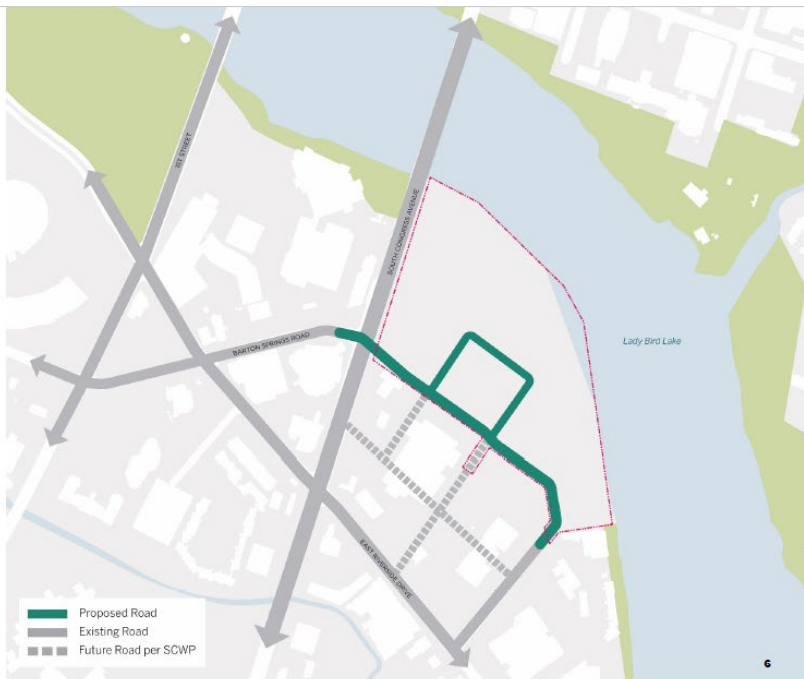 1ST STREET
SOUTH CONGRESS AVENUE
BARTON SPRINGS ROAD
Lady Bird Lake
EAST RIVERSIDE DRIVE
Proposed Road
Existing Road
Future Road per SCWP
6